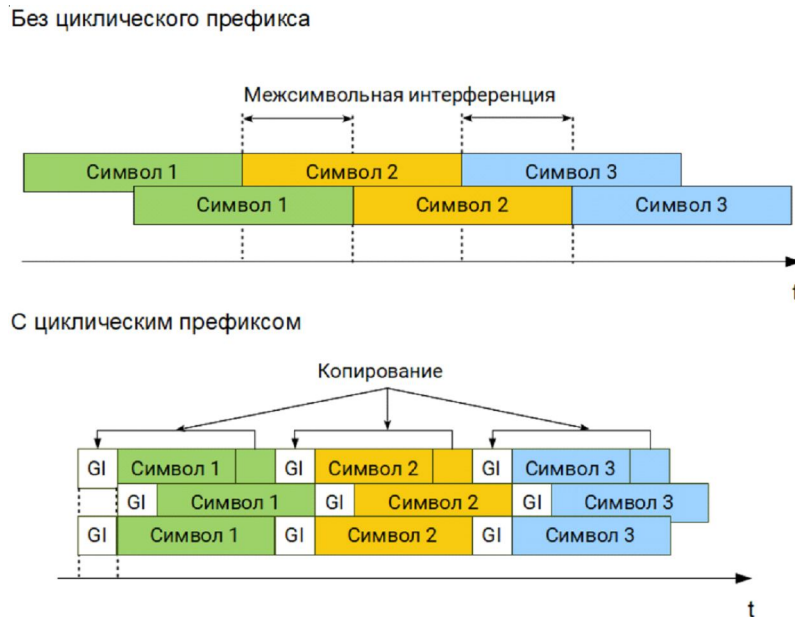 Без циклического префикса
Межсимвольная интерференция
Символ 1 Символ 2 Символ 3
Символ 1 Символ 2 Символ 3
t
С циклическим префиксом
Копирование
GI Символ 1 GI Символ 2 GI Символ 3
GI Символ 1 GI Символ 2 GI Символ 3
GI Символ 1 GI Символ 2 GI Символ 3
t